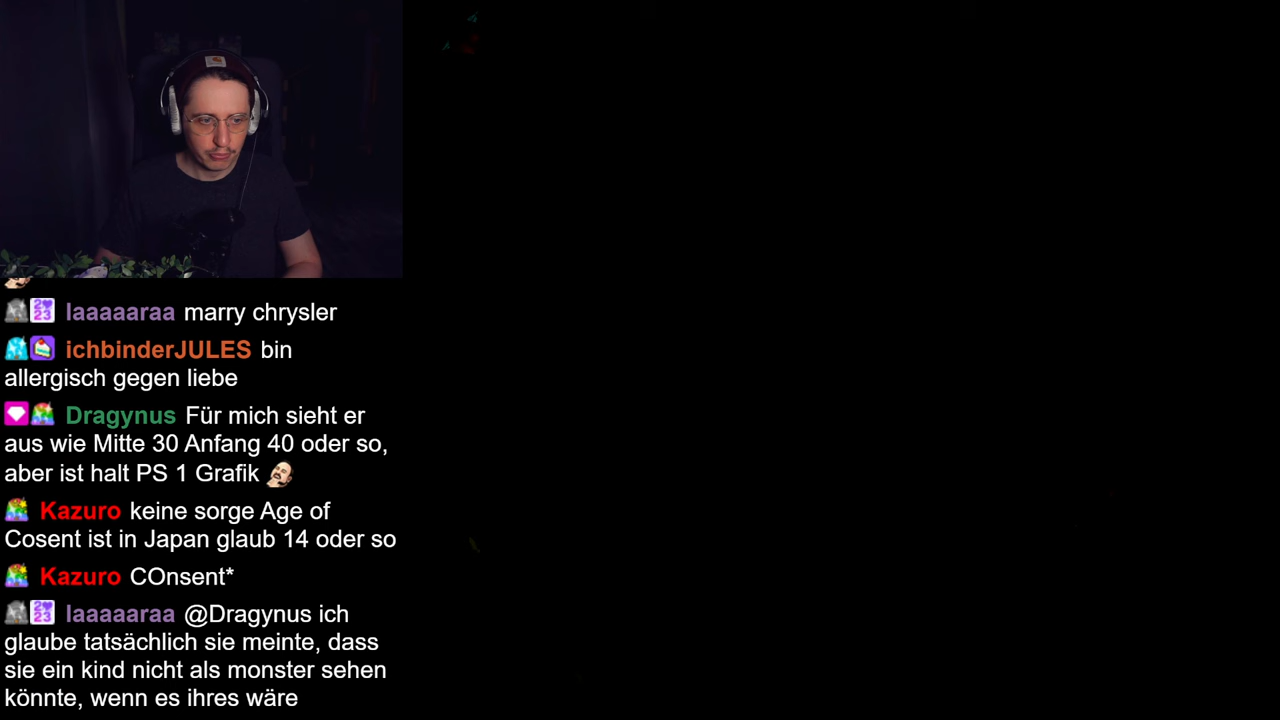 laaaaaraa marry chrysler
ichbinderJULES bin
allergisch gegen liebe
Dragynus Für mich sieht er
aus wie Mitte 30 Anfang 40 oder so,
aber ist halt PS 1 Grafik
Kazuro keine sorge Age of
Cosent ist in Japan glaub 14 oder so
Kazuro COnsent*
laaaaaraa @Dragynus ich
glaube tatsächlich sie meinte, dass
sie ein kind nicht als monster sehen
könnte, wenn es ihres wäre